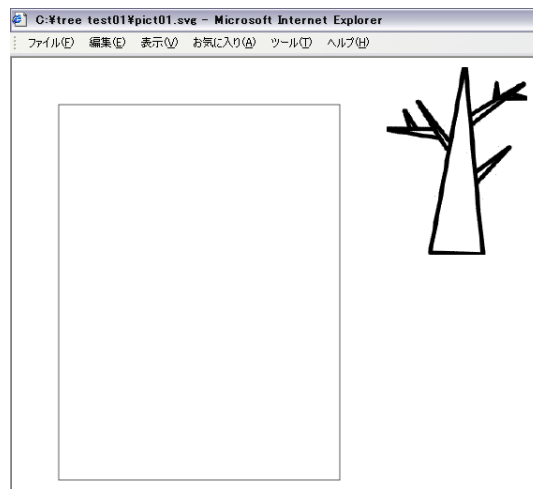 C:¥tree test01¥pict01.svg - Microsoft Internet Explorer
ファイル(F) 編集(E) 表示(V) お気に入り(A) ツール(T) ヘルプ(H)